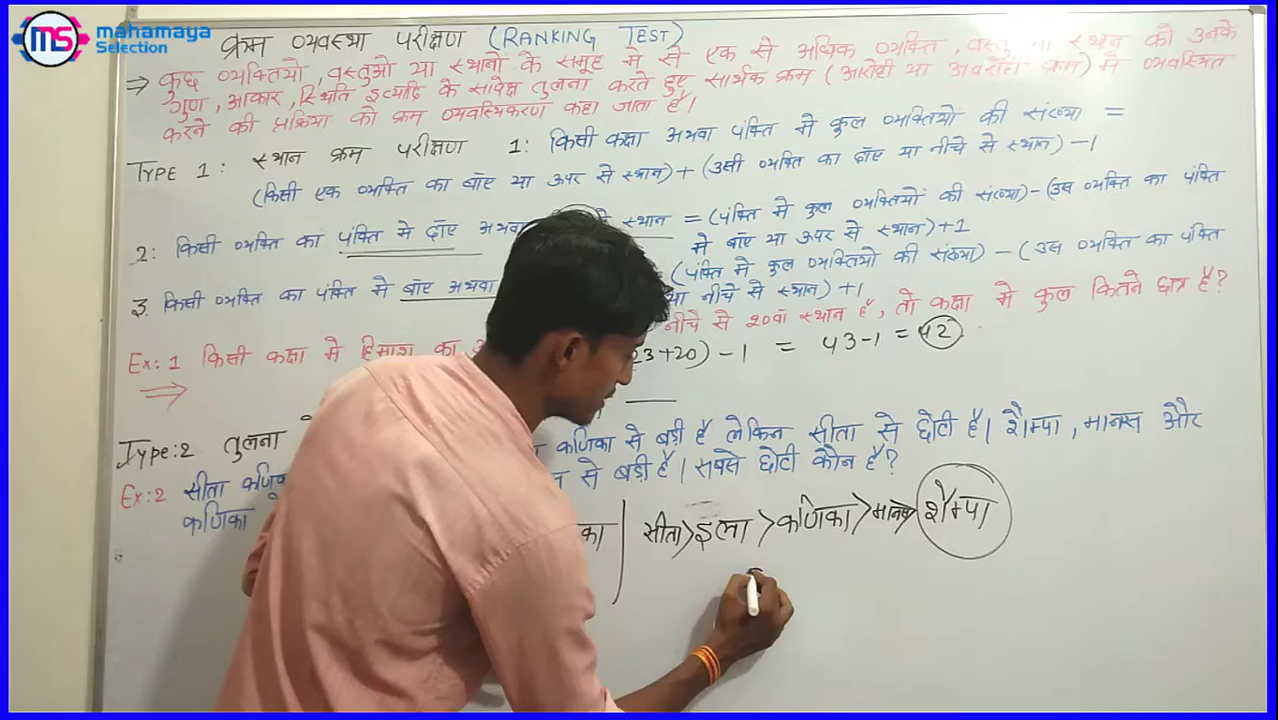 mahamaya
Selection
क्रम व्यवस्था परीक्षण (RANKING TEST)
⇒ कुछ व्यक्तियो, वस्तुओ या स्थानो के समूह मे से एक से अधिक व्यक्ति, वस्तु या स्थान को उनके
गुण, आकार, स्थिति इत्यादि के सापेक्ष तुलना करते हुए सार्थक क्रम (आरोही या अवरोही क्रम) मे व्यवस्थित
करने की प्रक्रिया को क्रम व्यवस्थिकरण कहा जाता है।
TYPE 1: स्थान क्रम परीक्षण 1: किसी कक्षा अथवा पंक्ति मे कुल व्यक्तियों की संख्या =
(किसी एक व्यक्ति का बाॅए या ऊपर से स्थान) + (उसी व्यक्ति का दाॅए या नीचे से स्थान) -1
2: किसी व्यक्ति का पंक्ति मे दाॅए अथवा स्थान = (पंक्ति मे कुल व्यक्तियों की संख्या) - (उस व्यक्ति का पंक्ति
मे बाॅए या ऊपर से स्थान) +1
3. किसी व्यक्ति का पंक्ति मे बाॅए अथवा (पंक्ति मे कुल व्यक्तियो की संख्या) - (उस व्यक्ति का पंक्ति
या नीचे से स्थान) +1
Ex: 1 किसी कक्षा मे हिमांशु का नीचे से 20वां स्थान है, तो कक्षा मे कुल कितने छात्र है?
⇒ 23+20) -1 = 43-1 = 42
Type:2 तुलना कणिका से बड़ी है लेकिन सीता से छोटी है। शैम्पा, मानस और
Ex:2 सीता से बड़ी है। सबसे छोटी कौन है?
कणिका का | सीता > इला > कणिका > मानस > शैम्पा